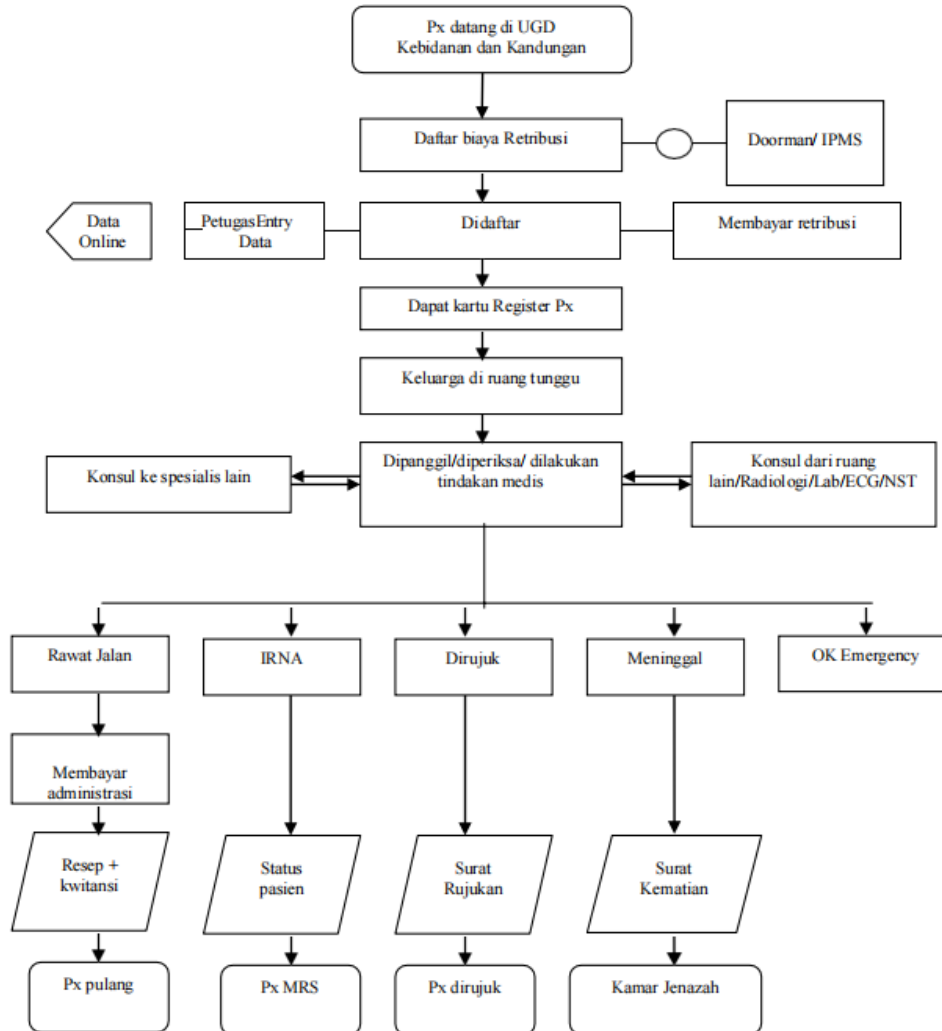 Px datang di UGD
Kebidanan dan Kandungan
Daftar biaya Retribusi
Doorman/ IPMS
Data
Online
PetugasEntry
Data
Didaftar
Membayar retribusi
Dapat kartu Register Px
Keluarga di ruang tunggu
Konsul ke spesialis lain
Dipanggil/diperiksa/ dilakukan
tindakan medis
Konsul dari ruang
lain/Radiologi/Lab/ECG/NST
Rawat Jalan
IRNA
Dirujuk
Meninggal
OK Emergency
Membayar
administrasi
Resep +
kwitansi
Status
pasien
Surat
Rujukan
Surat
Kematian
Px pulang
Px MRS
Px dirujuk
Kamar Jenazah